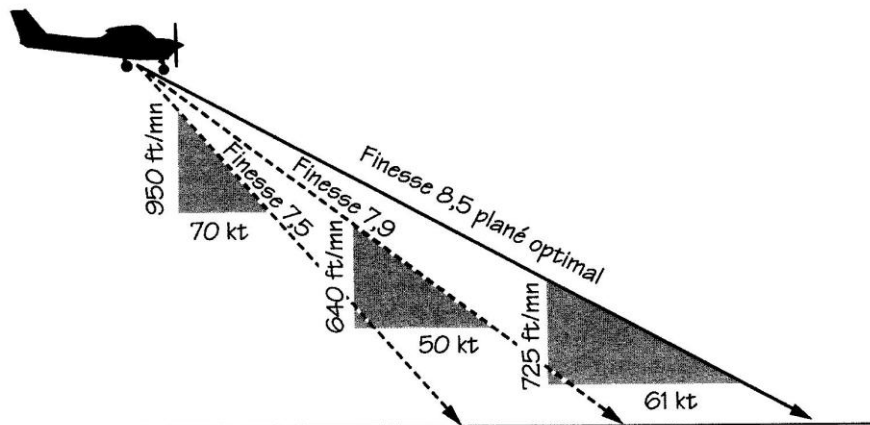 950 ft/mn
70 kt
Finesse 7,5
Finesse 7,9
640 ft/mn
50 kt
Finesse 8,5 plané optimal
725 ft/mn
61 kt